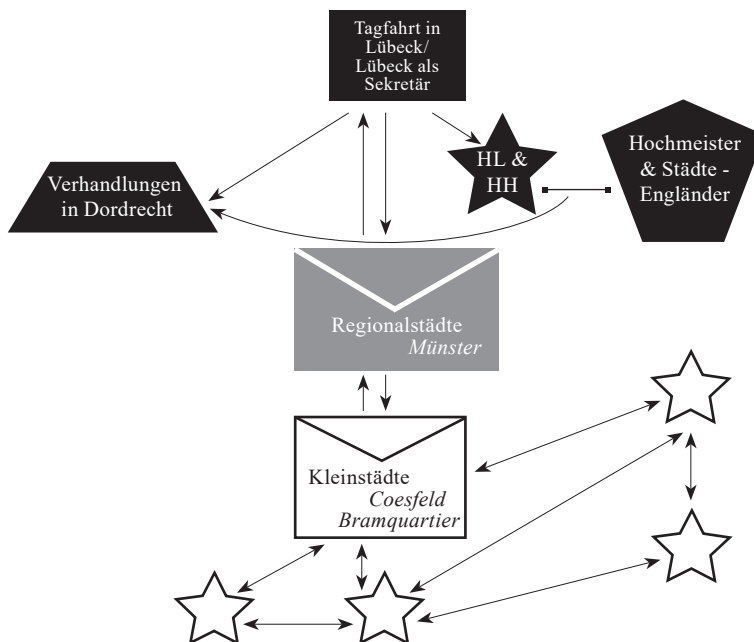 Tagfahrt in
Lübeck/
Lübeck als
Sekretär
HL &
HH
Hochmeister
& Städte -
Engländer
Verhandlungen
in Dordrecht
Regionalstädte
Münster
Kleinstädte
Coesfeld
Bramquartier